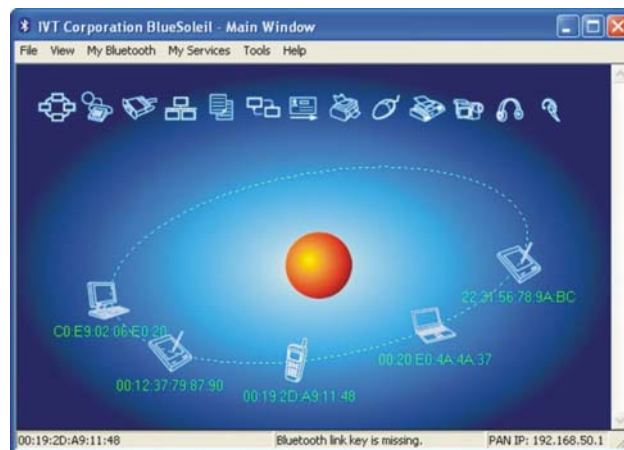 IVT Corporation BlueSoleil - Main Window
File View My Bluetooth My Services Tools Help
22:31:56:78:9A:BC
C0:E9:02:06:E0:20
00:20:E0:4A:4A:37
00:12:37:79:87:90
00:19:2D:A9:11:48
00:19:2D:A9:11:48 Bluetooth link key is missing. PAN IP: 192.168.50.1